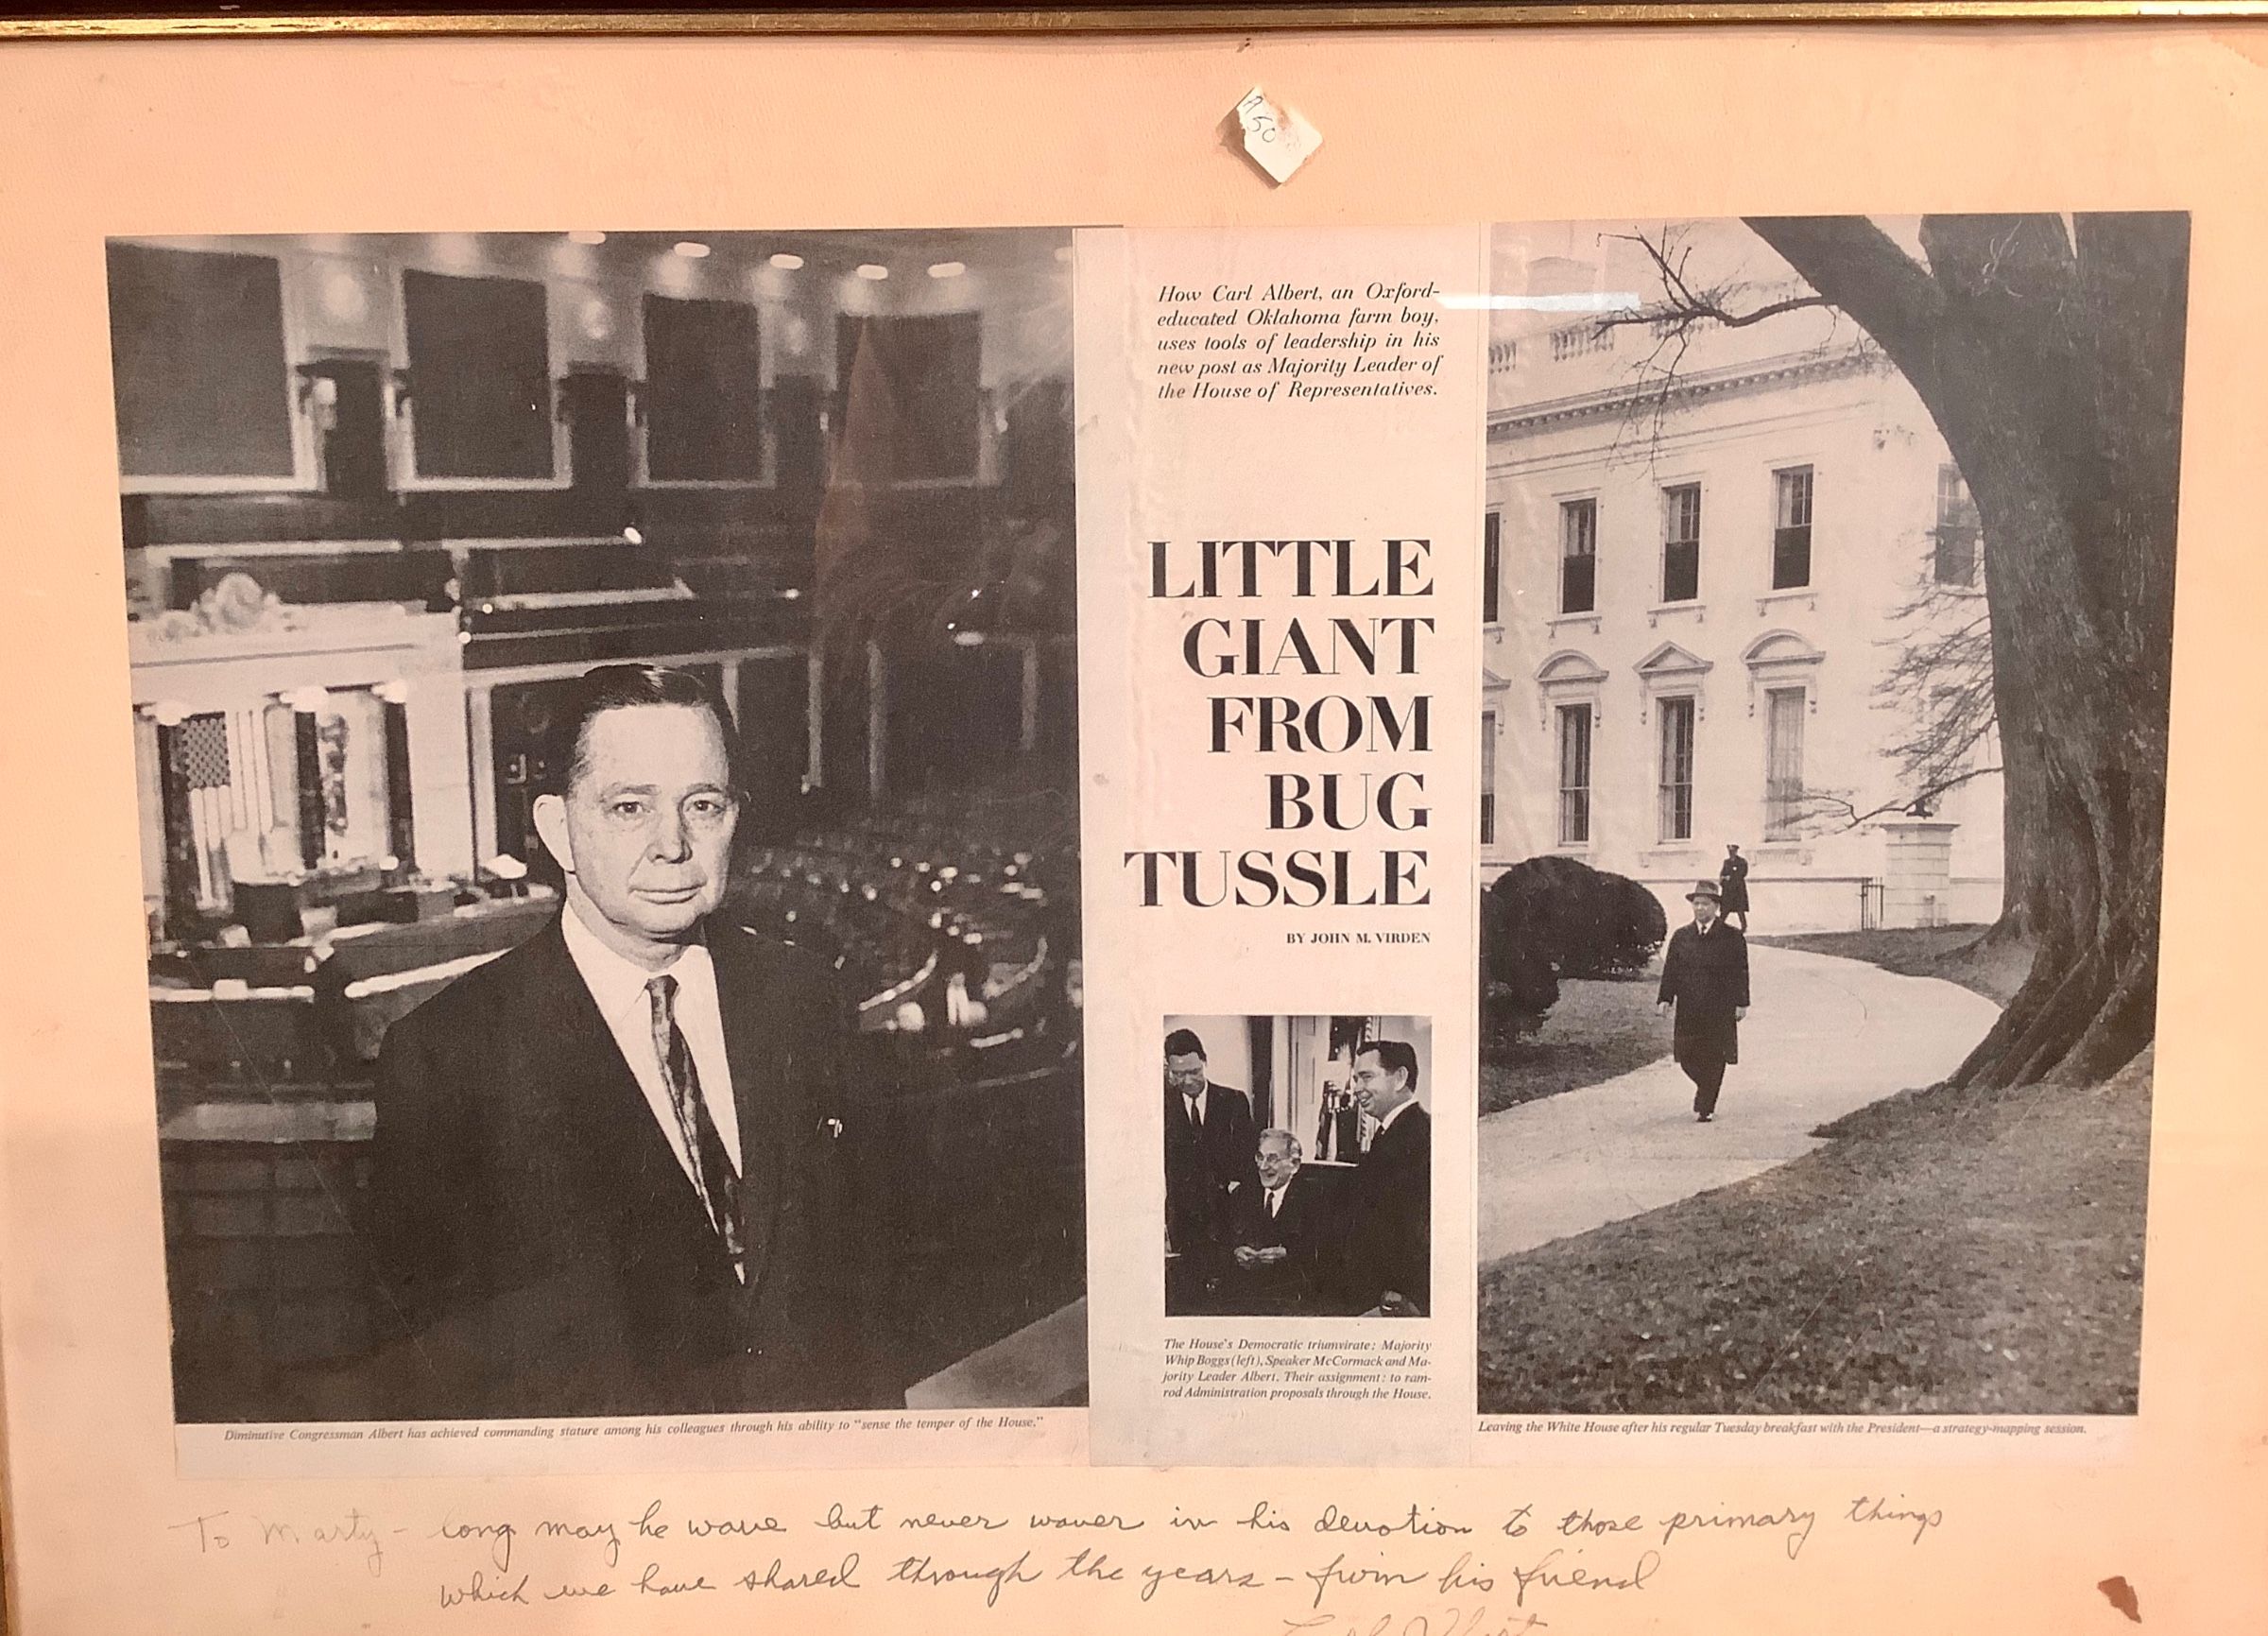 50
How Carl Albert, an Oxford-
educated Oklahoma farm boy,
uses tools of leadership in his
new post as Majority Leader of
the House of Representatives.
LITTLE
GIANT
FROM
BUG
TUSSLE
BY JOHN M. VIRDEN
The House's Democratic triumvirate: Majority
Whip Boggs (left), Speaker McCormack and Ma-
jority Leader Albert. Their assignment: to ram-
rod Administration proposals through the House.
Diminutive Congressman Albert has achieved commanding stature among his colleagues through his ability to "sense the temper of the House."
Leaving the White House after his regular Tuesday breakfast with the President—a strategy-mapping session.
To Marty - long may he wave but never waver in his devotion to those primary things
which we have shared through the years - from his friend
Carl Albert